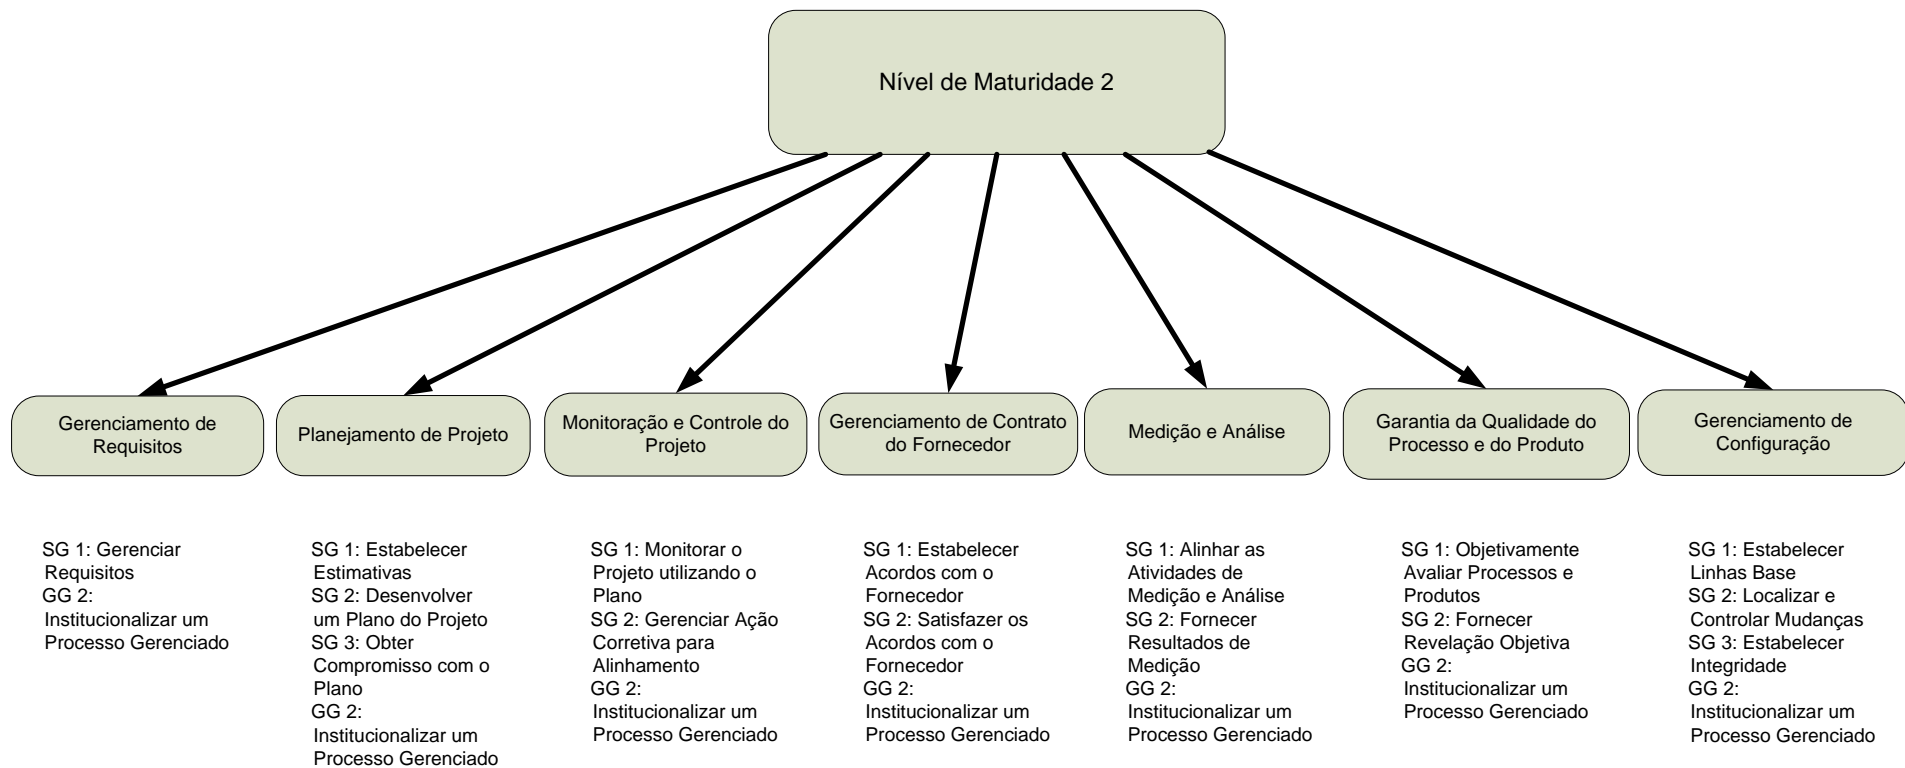 Nível de Maturidade 2
Gerenciamento de
Requisitos
Planejamento de Projeto
Monitoração e Controle do
Projeto
Gerenciamento de Contrato
do Fornecedor
Medição e Análise
Garantia da Qualidade do
Processo e do Produto
Gerenciamento de
Configuração
SG 1: Gerenciar
Requisitos
GG 2:
Institucionalizar um
Processo Gerenciado
SG 1: Estabelecer
Estimativas
SG 2: Desenvolver
um Plano do Projeto
SG 3: Obter
Compromisso com o
Plano
GG 2:
Institucionalizar um
Processo Gerenciado
SG 1: Monitorar o
Projeto utilizando o
Plano
SG 2: Gerenciar Ação
Corretiva para
Alinhamento
GG 2:
Institucionalizar um
Processo Gerenciado
SG 1: Estabelecer
Acordos com o
Fornecedor
SG 2: Satisfazer os
Acordos com o
Fornecedor
GG 2:
Institucionalizar um
Processo Gerenciado
SG 1: Alinhar as
Atividades de
Medição e Análise
SG 2: Fornecer
Resultados de
Medição
GG 2:
Institucionalizar um
Processo Gerenciado
SG 1: Objetivamente
Avaliar Processos e
Produtos
SG 2: Fornecer
Revelação Objetiva
GG 2:
Institucionalizar um
Processo Gerenciado
SG 1: Estabelecer
Linhas Base
SG 2: Localizar e
Controlar Mudanças
SG 3: Estabelecer
Integridade
GG 2:
Institucionalizar um
Processo Gerenciado